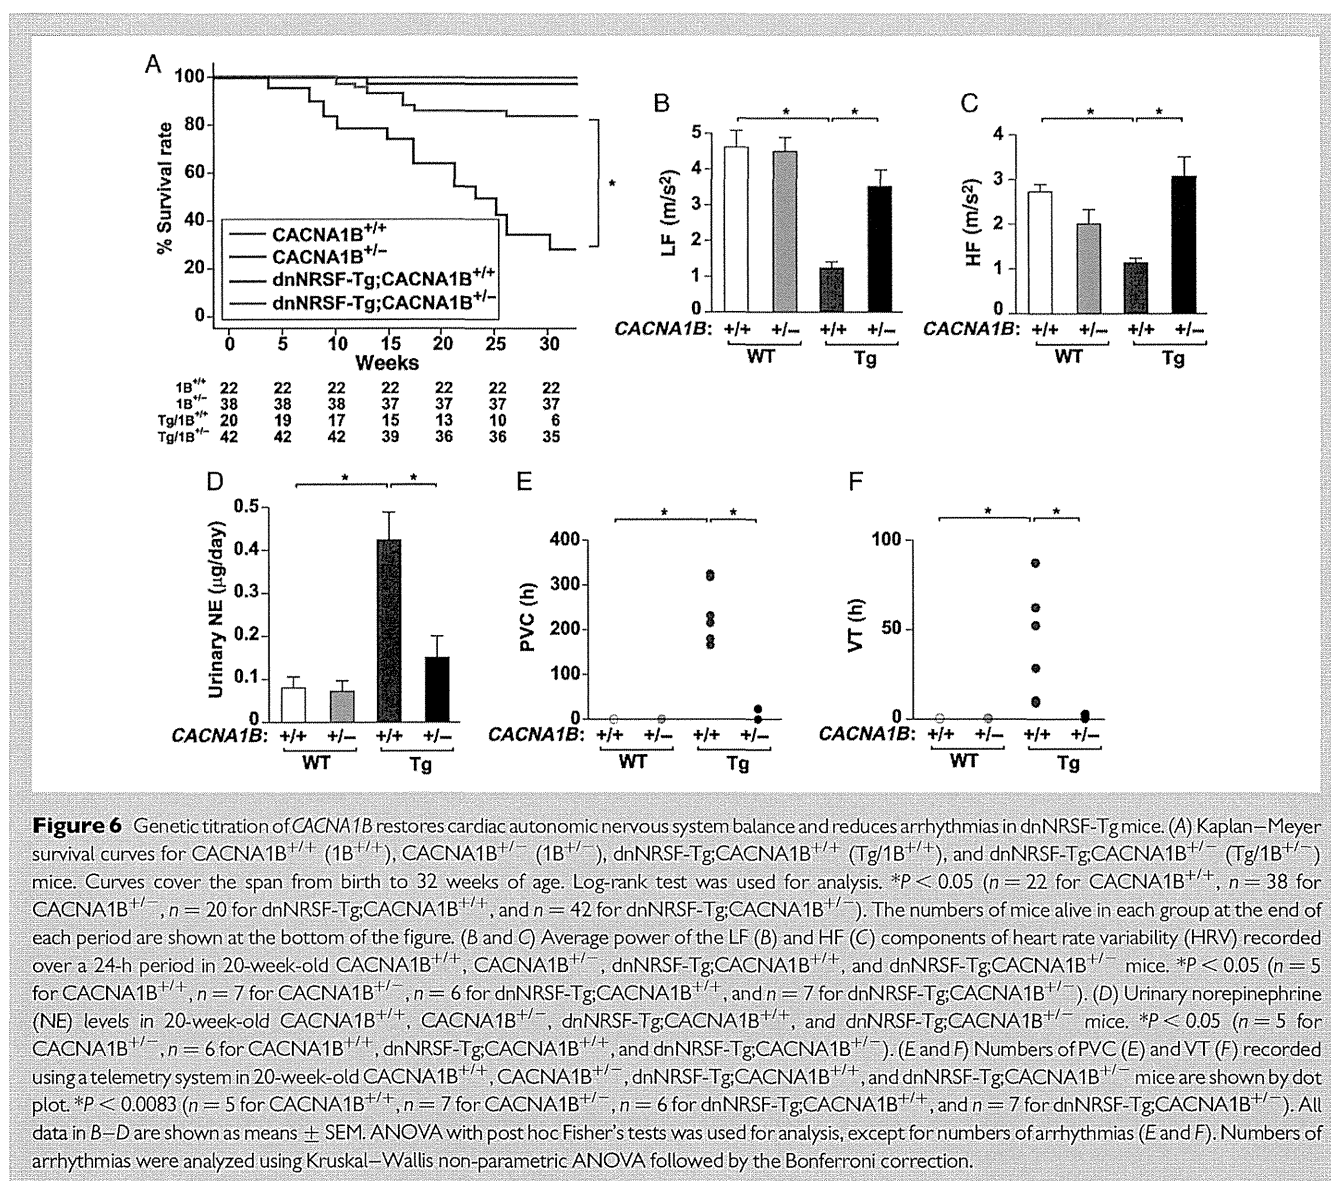 A
% Survival rate
100
80
60
40
20
0
CACNA1B+/+
CACNA1B+/–
dnNRSF-Tg;CACNA1B+/+
dnNRSF-Tg;CACNA1B+/–
*
0 5 10 15 20 25 30
Weeks
1B+/+ 22 22 22 22 22 22 22
1B+/– 38 38 38 37 37 37 37
Tg/1B+/+ 20 19 17 15 13 10 6
Tg/1B+/– 42 42 42 39 36 36 35
B
* *
LF (m/s2)
5
4
3
2
1
0
CACNA1B: +/+ +/– +/+ +/–
WT Tg
C
* *
HF (m/s2)
4
3
2
1
0
CACNA1B: +/+ +/– +/+ +/–
WT Tg
D
* *
Urinary NE (μg/day)
0.5
0.4
0.3
0.2
0.1
0
CACNA1B: +/+ +/– +/+ +/–
WT Tg
E
* *
PVC (h)
400
300
200
100
0
CACNA1B: +/+ +/– +/+ +/–
WT Tg
F
* *
VT (h)
100
50
0
CACNA1B: +/+ +/– +/+ +/–
WT Tg
Figure 6 Genetic titration of CACNA1B restores cardiac autonomic nervous system balance and reduces arrhythmias in dnNRSF-Tg mice. (A) Kaplan–Meyer
survival curves for CACNA1B+/+ (1B+/+), CACNA1B+/– (1B+/–), dnNRSF-Tg;CACNA1B+/+ (Tg/1B+/+), and dnNRSF-Tg;CACNA1B+/– (Tg/1B+/–)
mice. Curves cover the span from birth to 32 weeks of age. Log-rank test was used for analysis. *P < 0.05 (n = 22 for CACNA1B+/+, n = 38 for
CACNA1B+/–, n = 20 for dnNRSF-Tg;CACNA1B+/+, and n = 42 for dnNRSF-Tg;CACNA1B+/–). The numbers of mice alive in each group at the end of
each period are shown at the bottom of the figure. (B and C) Average power of the LF (B) and HF (C) components of heart rate variability (HRV) recorded
over a 24-h period in 20-week-old CACNA1B+/+, CACNA1B+/–, dnNRSF-Tg;CACNA1B+/+, and dnNRSF-Tg;CACNA1B+/– mice. *P < 0.05 (n = 5
for CACNA1B+/+, n = 7 for CACNA1B+/–, n = 6 for dnNRSF-Tg;CACNA1B+/+, and n = 7 for dnNRSF-Tg;CACNA1B+/–). (D) Urinary norepinephrine
(NE) levels in 20-week-old CACNA1B+/+, CACNA1B+/–, dnNRSF-Tg;CACNA1B+/+, and dnNRSF-Tg;CACNA1B+/– mice. *P < 0.05 (n = 5 for
CACNA1B+/–, n = 6 for CACNA1B+/+, dnNRSF-Tg;CACNA1B+/+, and dnNRSF-Tg;CACNA1B+/–). (E and F) Numbers of PVC (E) and VT (F) recorded
using a telemetry system in 20-week-old CACNA1B+/+, CACNA1B+/–, dnNRSF-Tg;CACNA1B+/+, and dnNRSF-Tg;CACNA1B+/– mice are shown by dot
plot. *P < 0.0083 (n = 5 for CACNA1B+/+, n = 7 for CACNA1B+/–, n = 6 for dnNRSF-Tg;CACNA1B+/+, and n = 7 for dnNRSF-Tg;CACNA1B+/–). All
data in B–D are shown as means ± SEM. ANOVA with post hoc Fisher's tests was used for analysis, except for numbers of arrhythmias (E and F). Numbers of
arrhythmias were analyzed using Kruskal–Wallis non-parametric ANOVA followed by the Bonferroni correction.